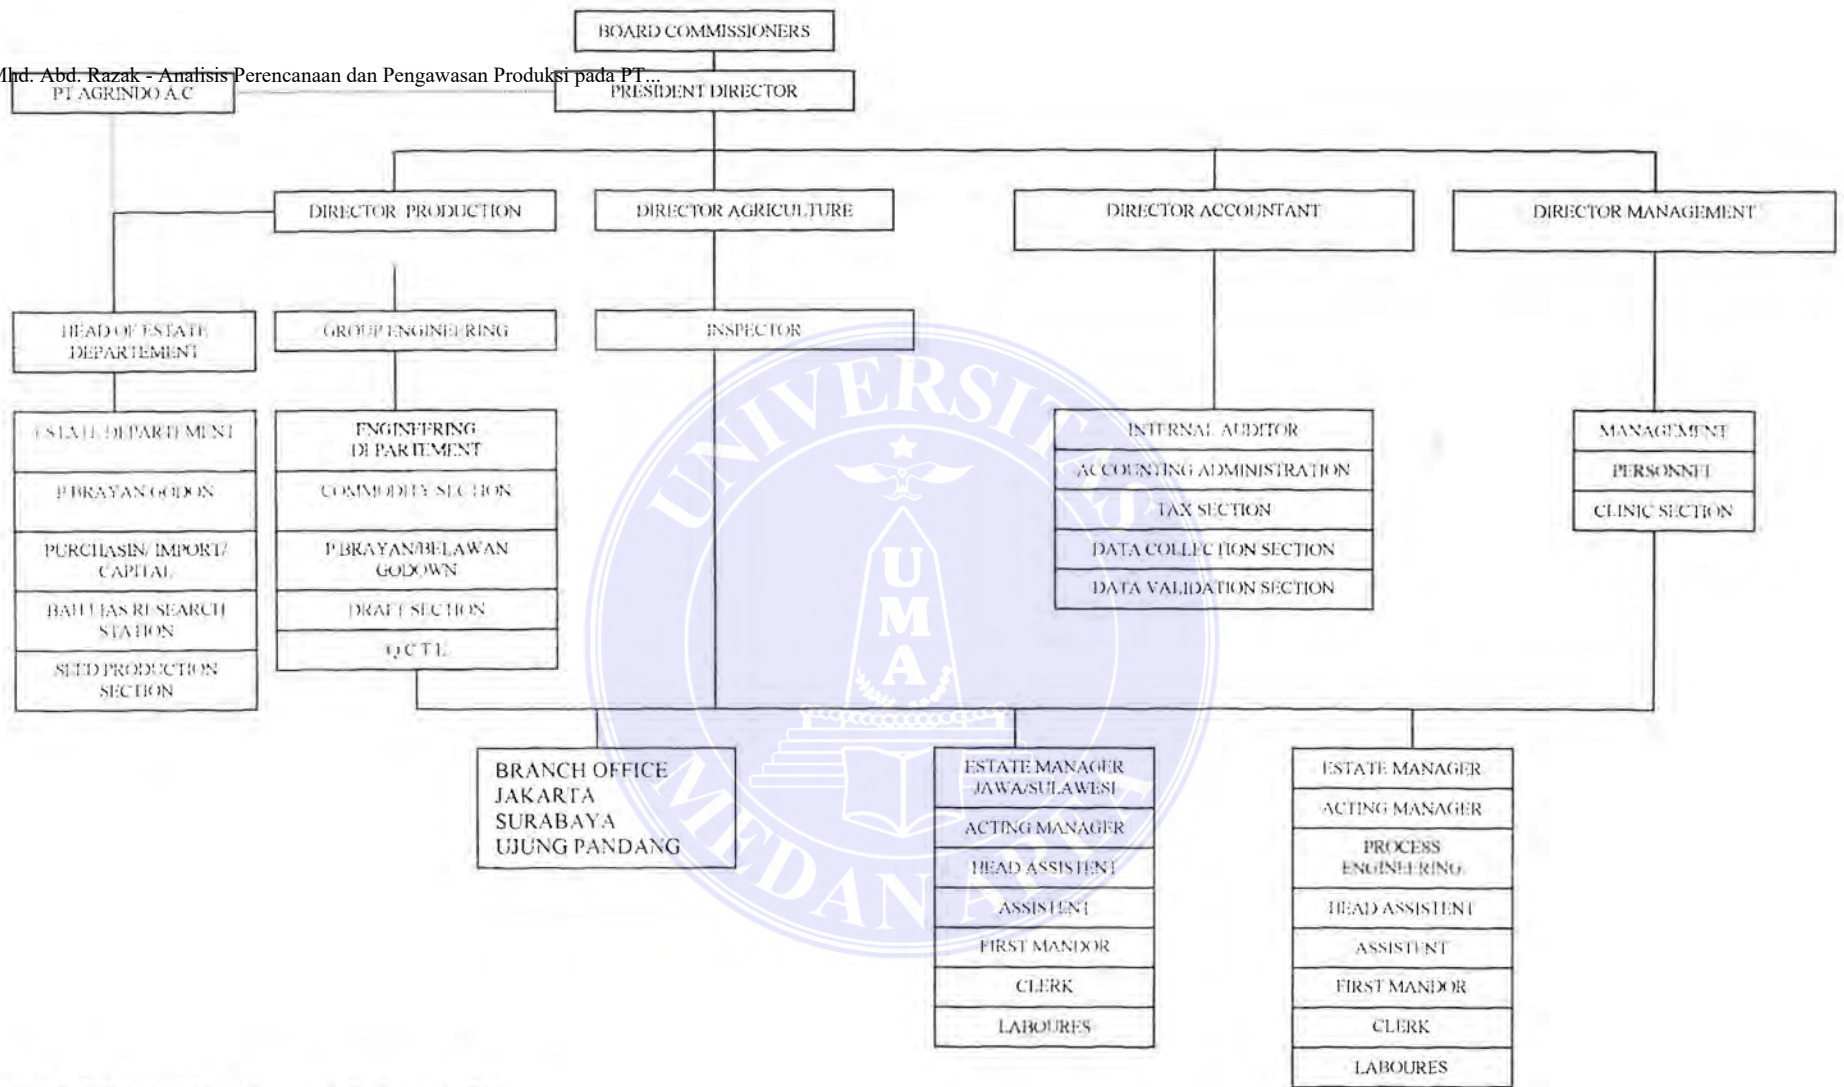 BOARD COMMISSIONERS
Mhd. Abd. Razak - Analisis Perencanaan dan Pengawasan Produksi pada PT...
PT AGRINDO A.C
PRESIDENT DIRECTOR
DIRECTOR PRODUCTION
DIRECTOR AGRICULTURE
DIRECTOR ACCOUNTANT
DIRECTOR MANAGEMENT
HEAD OF ESTATE
DEPARTEMENT
GROUP ENGINEERING
INSPECTOR
ESTATE DEPARTEMENT
P.BRAYAN GODON
PURCHASIN/ IMPORT/
CAPITAL
BAH LIAS RESEARCH
STATION
SEED PRODUCTION
SECTION
ENGINEERING
DEPARTEMENT
COMMODITY SECTION
P.BRAYAN/BELAWAN
GODOWN
DRAFT SECTION
Q C T L
INTERNAL AUDITOR
ACCOUNTING ADMINISTRATION
TAX SECTION
DATA COLLECTION SECTION
DATA VALIDATION SECTION
MANAGEMENT
PERSONNEL
CLINIC SECTION
BRANCH OFFICE
JAKARTA
SURABAYA
UJUNG PANDANG
ESTATE MANAGER
JAWA/SULAWESI
ACTING MANAGER
HEAD ASSISTENT
ASSISTENT
FIRST MANDOR
CLERK
LABOURES
ESTATE MANAGER
ACTING MANAGER
PROCESS
ENGINEERING
HEAD ASSISTENT
ASSISTENT
FIRST MANDOR
CLERK
LABOURES
UNIVERSITAS
UMA
MEDAN AREA